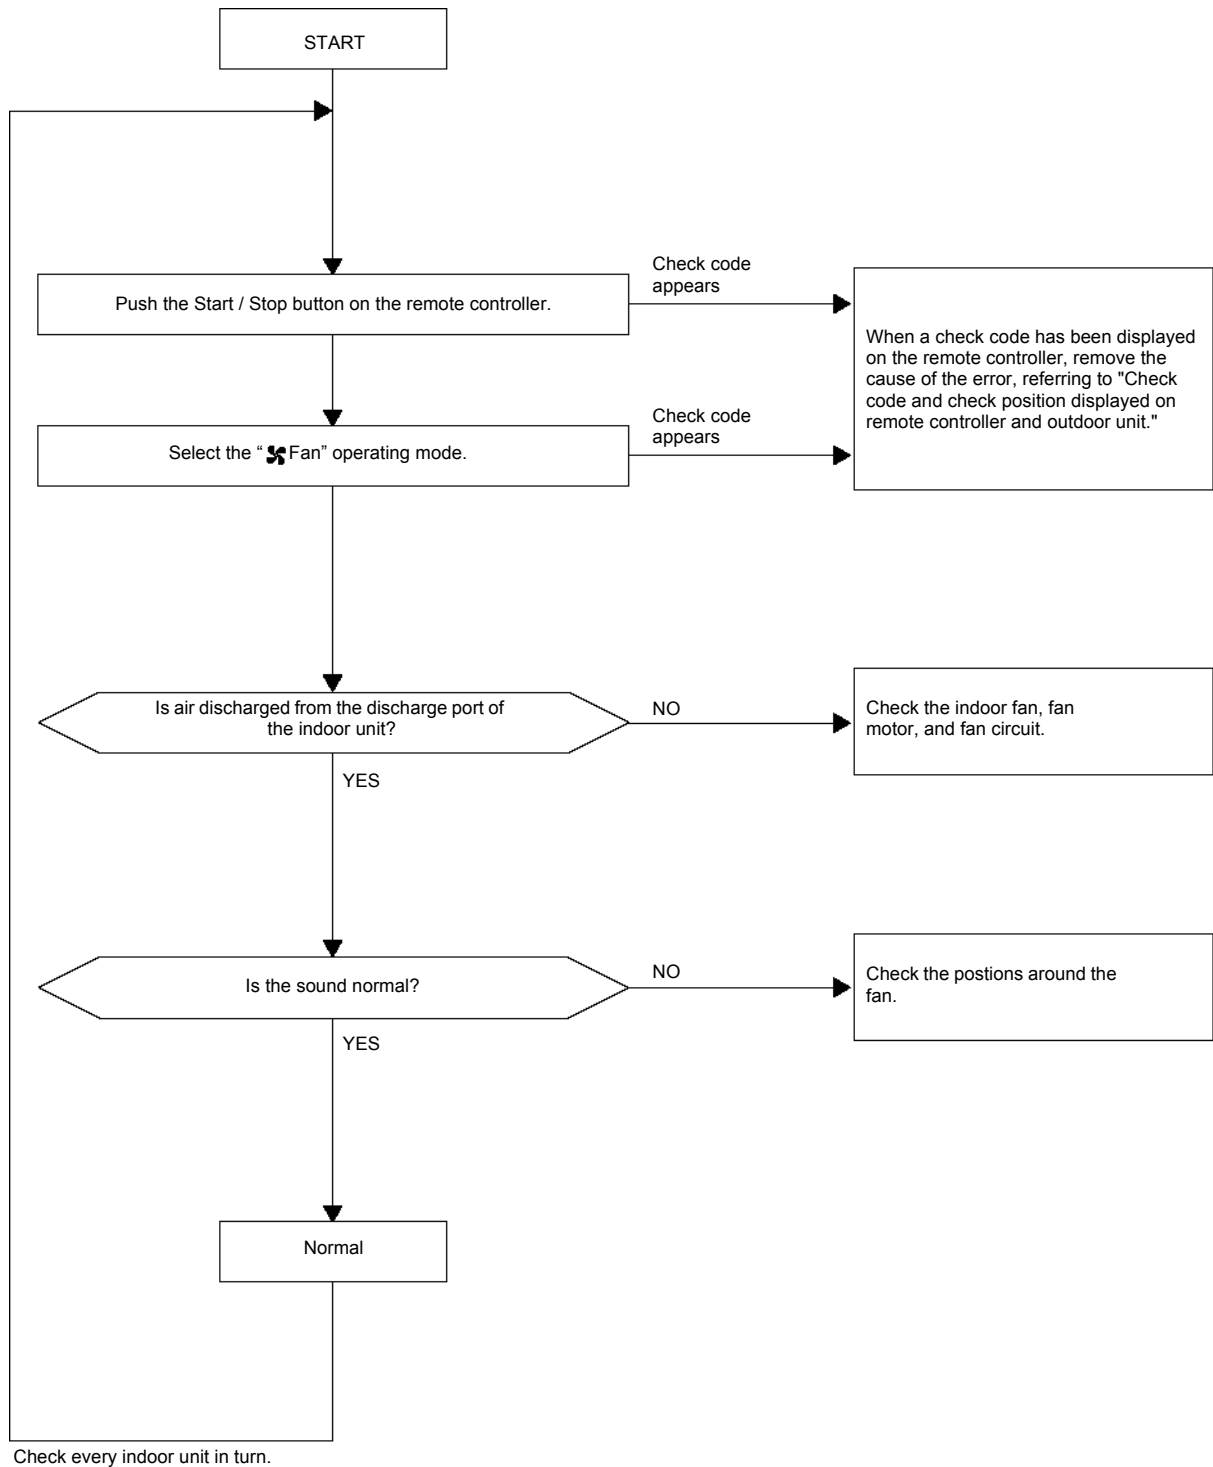 START
Check code
appears
Push the Start / Stop button on the remote controller.
When a check code has been displayed
on the remote controller, remove the
cause of the error, referring to "Check
code and check position displayed on
remote controller and outdoor unit."
Check code
appears
Select the “ Fan” operating mode.
Is air discharged from the discharge port of
the indoor unit?
NO
Check the indoor fan, fan
motor, and fan circuit.
YES
Is the sound normal?
NO
Check the postions around the
fan.
YES
Normal
Check every indoor unit in turn.